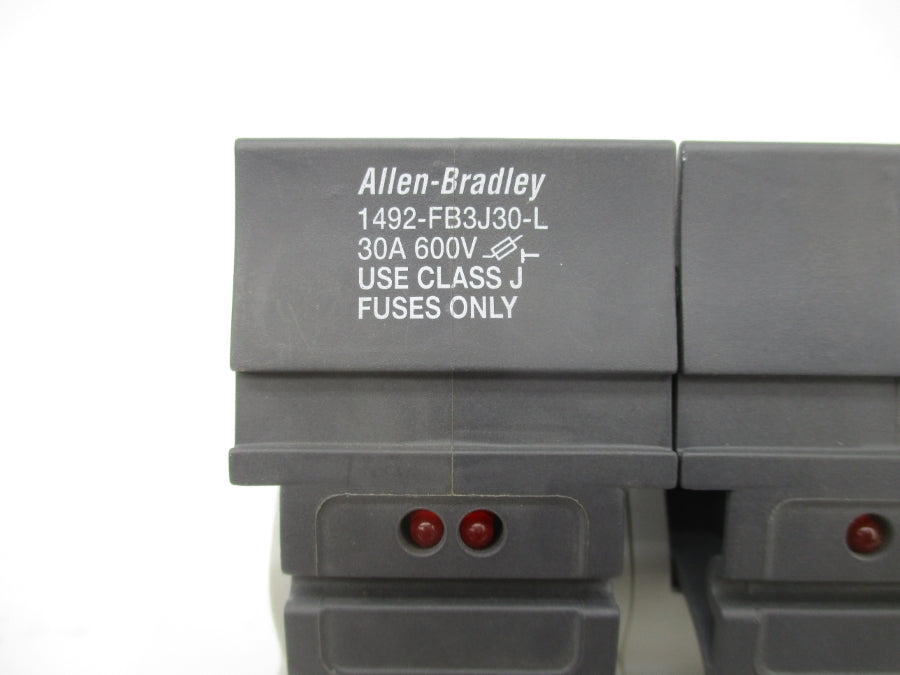 Allen-Bradley
1492-FB3J30-L
30A 600V
USE CLASS J
FUSES ONLY